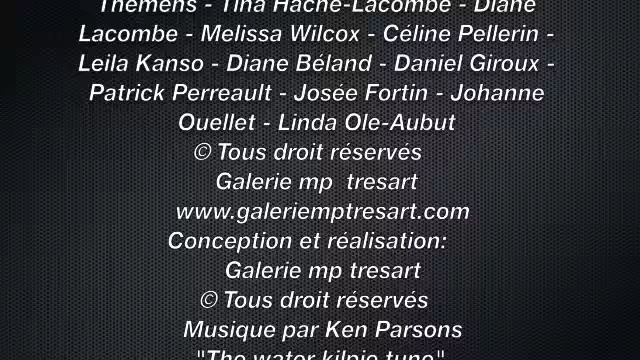 Themens - Tina Haché-Lacombe - Diane
Lacombe - Melissa Wilcox - Céline Pellerin -
Leila Kanso - Diane Béland - Daniel Giroux -
Patrick Perreault - Josée Fortin - Johanne
Ouellet - Linda Ole-Aubut
© Tous droit réservés
Galerie mp tresart
www.galeriemptresart.com
Conception et réalisation:
Galerie mp tresart
© Tous droit réservés
Musique par Ken Parsons
"The water kilpie tune"